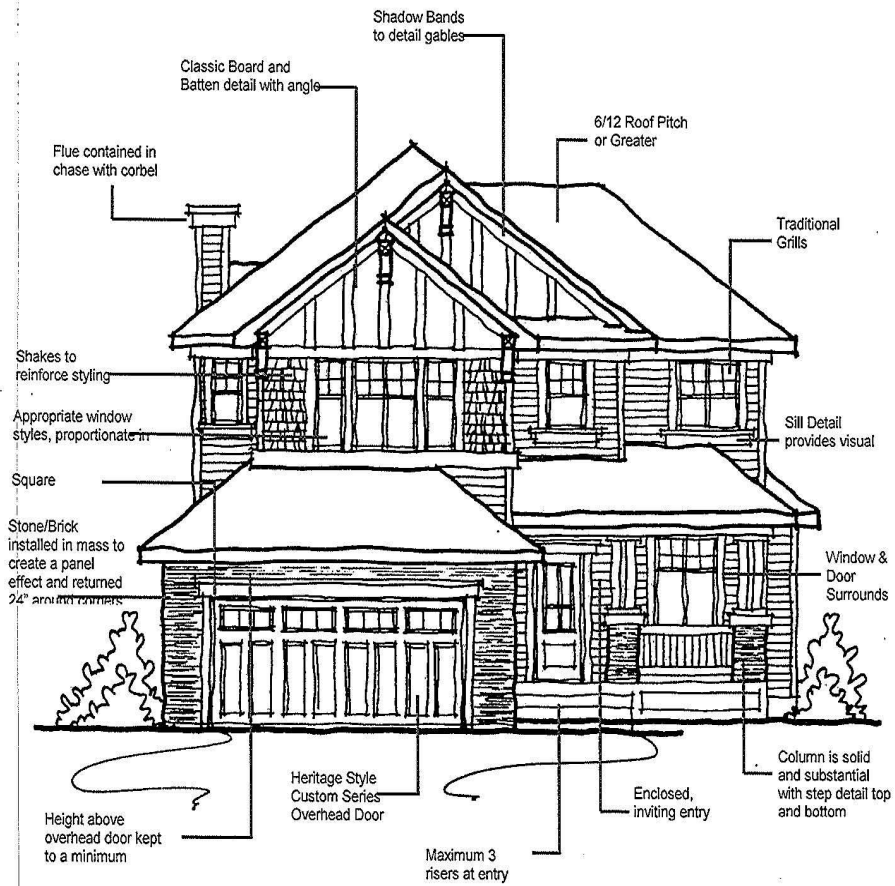 Shadow Bands
to detail gables
Classic Board and
Batten detail with angle
6/12 Roof Pitch
or Greater
Flue contained in
chase with corbel
Traditional
Grills
Shakes to
reinforce styling
Appropriate window
styles, proportionate in
Sill Detail
provides visual
Square
Stone/Brick
installed in mass to
create a panel
effect and returned
24" around corners
Window &
Door
Surrounds
Column is solid
and substantial
with step detail top
and bottom
Heritage Style
Custom Series
Overhead Door
Enclosed,
inviting entry
Height above
overhead door kept
to a minimum
Maximum 3
risers at entry